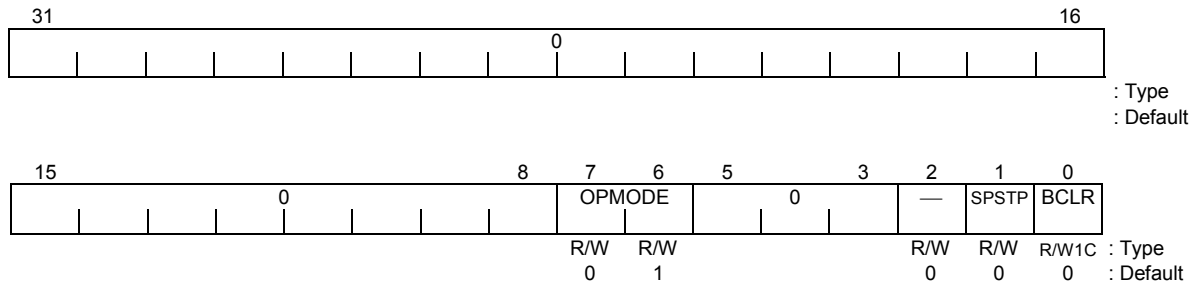 31 16
0
: Type
: Default
15 8 7 6 5 3 2 1 0
0 OPMODE 0 — SPSTP BCLR
R/W R/W R/W R/W R/W1C : Type
0 1 0 0 0 : Default